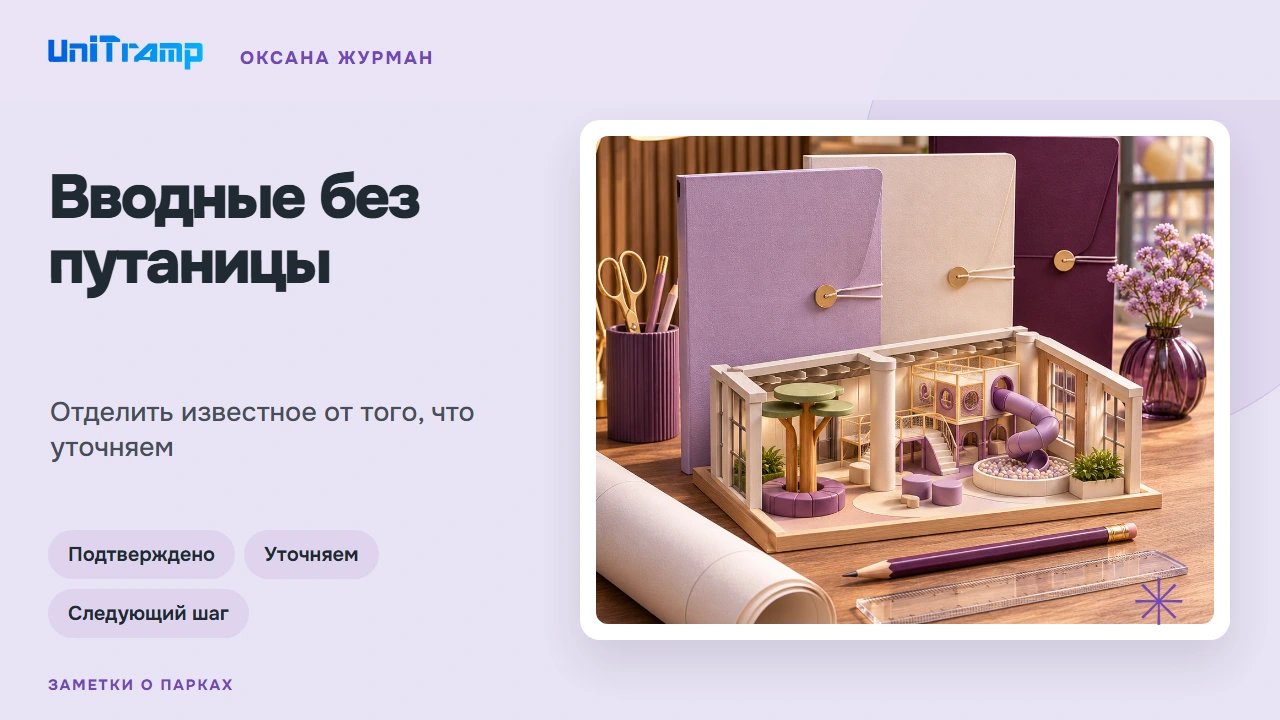 UniTramp
ОКСАНА ЖУРМАН
Вводные без
путаницы
Отделить известное от того, что
уточняем
Подтверждено
Уточняем
Следующий шаг
ЗАМЕТКИ О ПАРКАХ